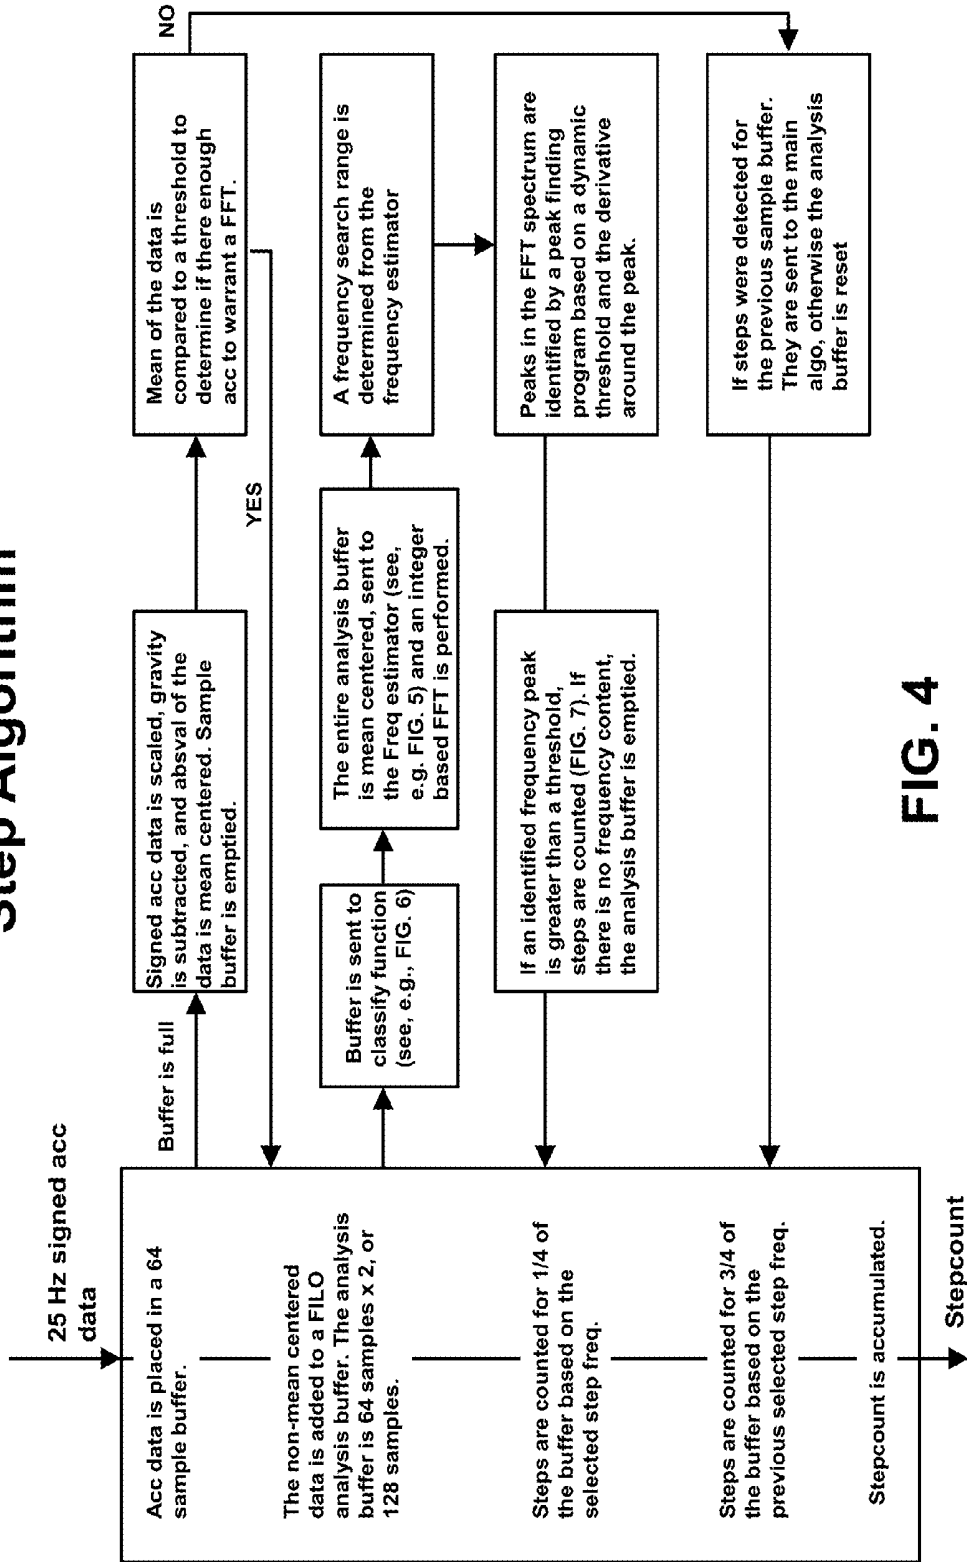 Step Algorithm
25 Hz signed acc
data
Acc data is placed in a 64
sample buffer.
The non-mean centered
data is added to a FILO
analysis buffer. The analysis
buffer is 64 samples x 2, or
128 samples.
Steps are counted for 1/4 of
the buffer based on the
selected step freq.
Steps are counted for 3/4 of
the buffer based on the
previous selected step freq.
Stepcount is accumulated.
Stepcount
Buffer is full
Signed acc data is scaled, gravity
is subtracted, and absval of the
data is mean centered. Sample
buffer is emptied.
Mean of the data is
compared to a threshold to
determine if there enough
acc to warrant a FFT.
NO
YES
Buffer is sent to
classify function
(see, e.g., FIG. 6)
The entire analysis buffer
is mean centered, sent to
the Freq estimator (see,
e.g. FIG. 5) and an integer
based FFT is performed.
A frequency search range is
determined from the
frequency estimator
Peaks in the FFT spectrum are
identified by a peak finding
program based on a dynamic
threshold and the derivative
around the peak.
If an identified frequency peak
is greater than a threshold,
steps are counted (FIG. 7). If
there is no frequency content,
the analysis buffer is emptied.
If steps were detected for
the previous sample buffer.
They are sent to the main
algo, otherwise the analysis
buffer is reset
FIG. 4